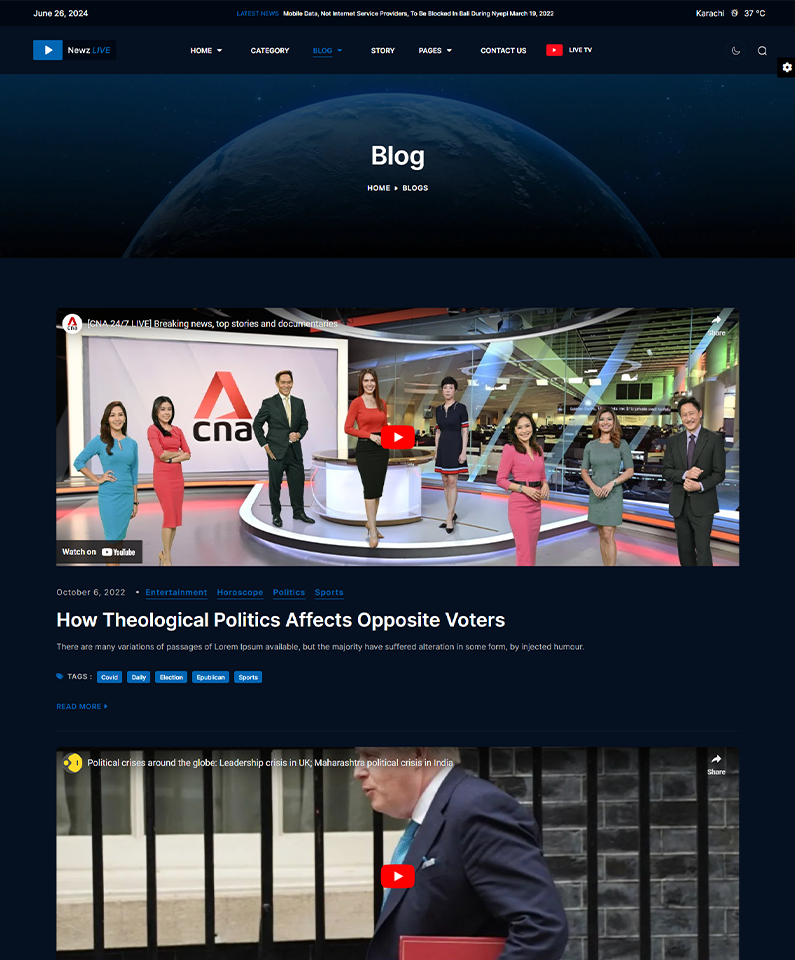 June 26, 2024
LATEST NEWS Mobile Data, Not Internet Service Providers, To Be Blocked In Bali During Nyepi March 19, 2022
Karachi 37 °C
Newz LIVE
HOME CATEGORY BLOG STORY PAGES CONTACT US LIVE TV
Blog
HOME BLOGS
cna
[CNA 24/7 LIVE] Breaking news, top stories and documentaries
Share
cna
Watch on YouTube
October 6, 2022 • Entertainment Horoscope Politics Sports
How Theological Politics Affects Opposite Voters
There are many variations of passages of Lorem Ipsum available, but the majority have suffered alteration in some form, by injected humour.
TAGS : Covid Daily Election Epublican Sports
READ MORE
Political crises around the globe: Leadership crisis in UK; Maharashtra political crisis in India
Share